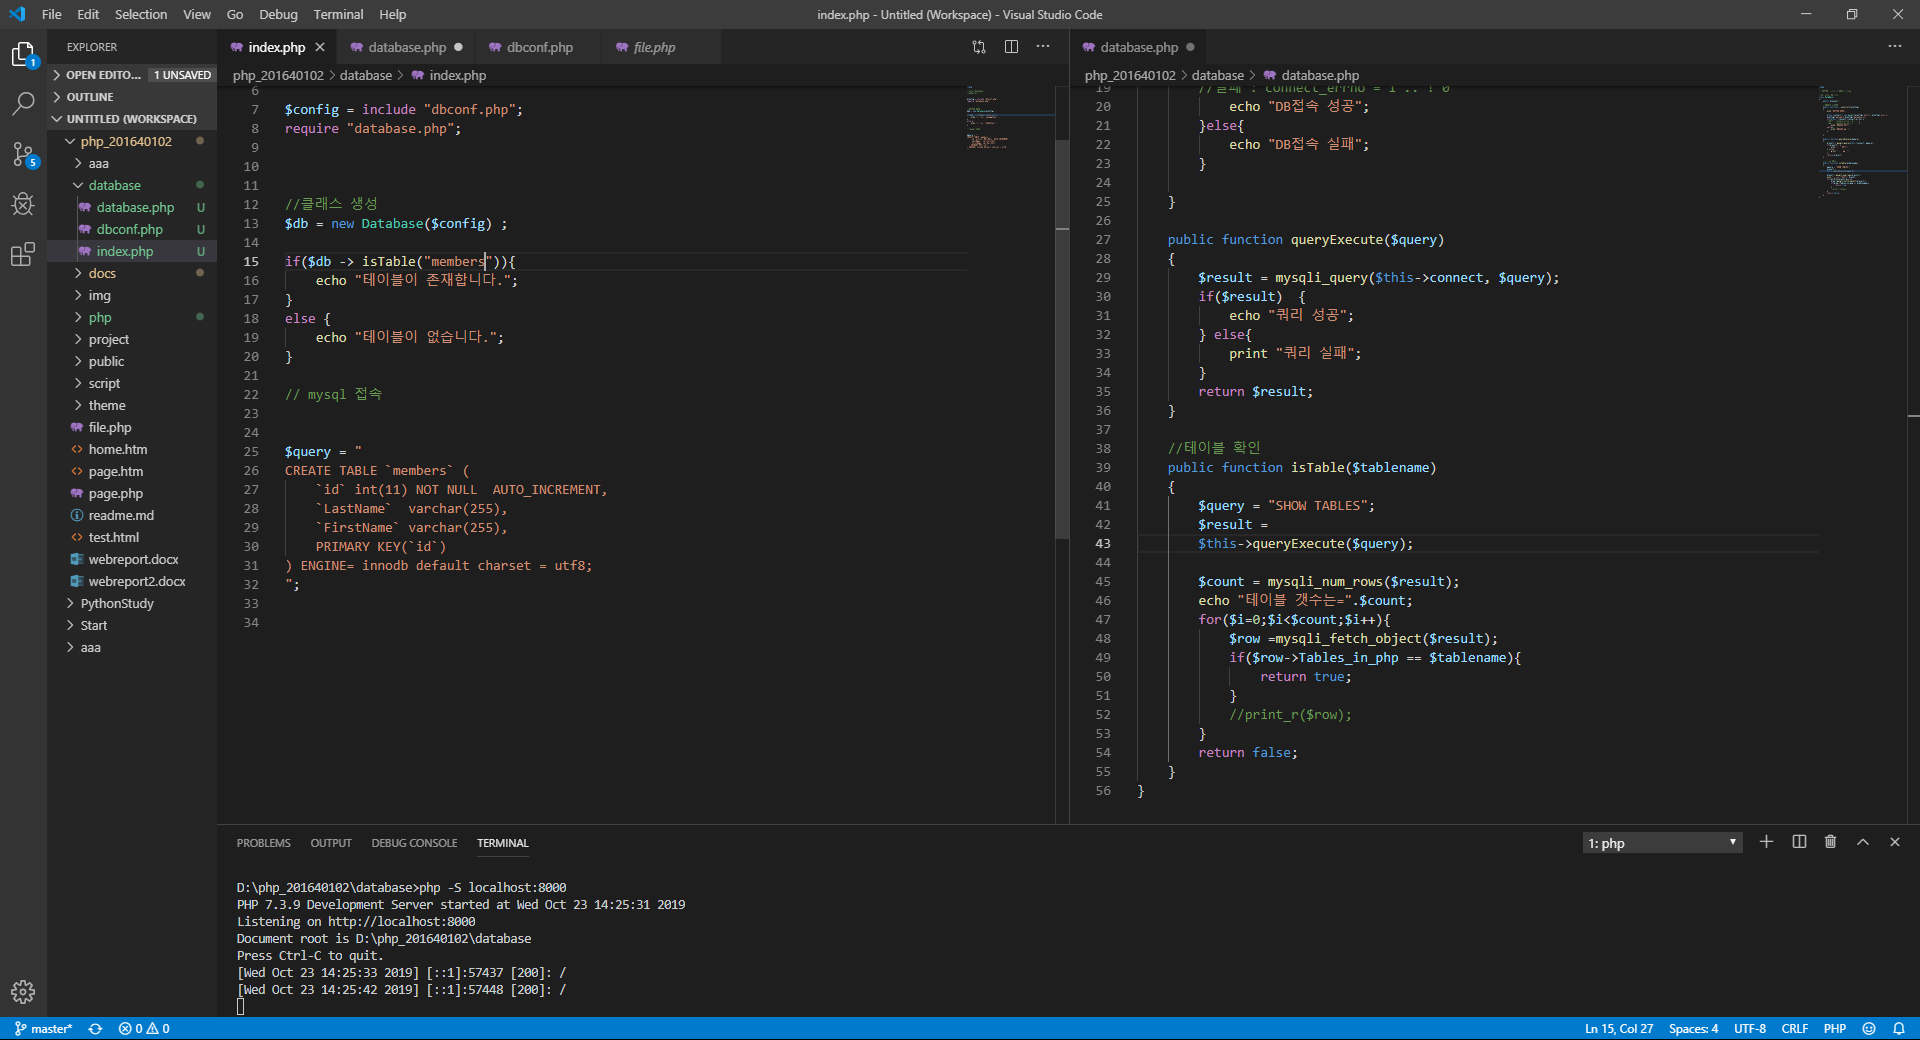 File Edit Selection View Go Debug Terminal Help
index.php - Untitled (Workspace) - Visual Studio Code
1
5
EXPLORER
OPEN EDITO... 1 UNSAVED
OUTLINE
UNTITLED (WORKSPACE)
php_201640102
aaa
database
database.php U
dbconf.php U
index.php U
docs
img
php
project
public
script
theme
file.php
home.htm
page.htm
page.php
readme.md
test.html
webreport.docx
webreport2.docx
PythonStudy
Start
aaa
index.php database.php dbconf.php file.php
php_201640102 > database > index.php
6
7 $config = include "dbconf.php";
8 require "database.php";
9
10
11
12 //클래스 생성
13 $db = new Database($config) ;
14
15 if($db -> isTable("members")){
16 echo "테이블이 존재합니다.";
17 }
18 else {
19 echo "테이블이 없습니다.";
20 }
21
22 // mysql 접속
23
24
25 $query = "
26 CREATE TABLE `members` (
27 `id` int(11) NOT NULL  AUTO_INCREMENT,
28 `LastName`  varchar(255),
29 `FirstName` varchar(255),
30 PRIMARY KEY(`id`)
31 ) ENGINE= innodb default charset = utf8;
32 ";
33
34
database.php
php_201640102 > database > database.php
19 //실패 : connect_errno = 1 .. ! 0
20 echo "DB접속 성공";
21 }else{
22 echo "DB접속 실패";
23 }
24
25 }
26
27 public function queryExecute($query)
28 {
29 $result = mysqli_query($this->connect, $query);
30 if($result)  {
31 echo "쿼리 성공";
32 } else{
33 print "쿼리 실패";
34 }
35 return $result;
36 }
37
38 //테이블 확인
39 public function isTable($tablename)
40 {
41 $query = "SHOW TABLES";
42 $result =
43 $this->queryExecute($query);
44
45 $count = mysqli_num_rows($result);
46 echo "테이블 갯수는=".$count;
47 for($i=0;$i<$count;$i++){
48 $row =mysqli_fetch_object($result);
49 if($row->Tables_in_php == $tablename){
50 return true;
51 }
52 //print_r($row);
53 }
54 return false;
55 }
56 }
PROBLEMS OUTPUT DEBUG CONSOLE TERMINAL
1: php
D:\php_201640102\database>php -S localhost:8000
PHP 7.3.9 Development Server started at Wed Oct 23 14:25:31 2019
Listening on http://localhost:8000
Document root is D:\php_201640102\database
Press Ctrl-C to quit.
[Wed Oct 23 14:25:33 2019] [::1]:57437 [200]: /
[Wed Oct 23 14:25:42 2019] [::1]:57448 [200]: /
master* 0 0
Ln 15, Col 27 Spaces: 4 UTF-8 CRLF PHP